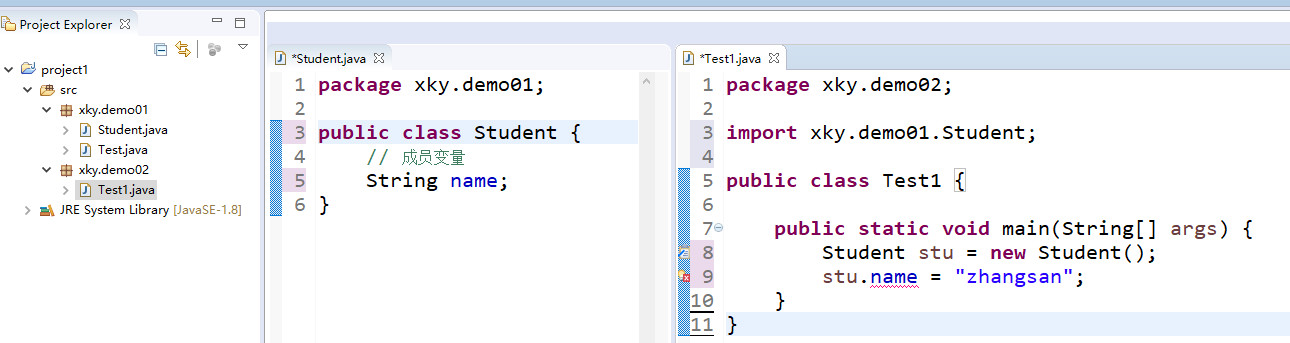 Project Explorer
project1
src
xky.demo01
Student.java
Test.java
xky.demo02
Test1.java
JRE System Library [JavaSE-1.8]
*Student.java
1 package xky.demo01;
2
3 public class Student {
4 // 成员变量
5 String name;
6 }
*Test1.java
1 package xky.demo02;
2
3 import xky.demo01.Student;
4
5 public class Test1 {
6
7 public static void main(String[] args) {
8 Student stu = new Student();
9 stu.name = "zhangsan";
10 }
11 }